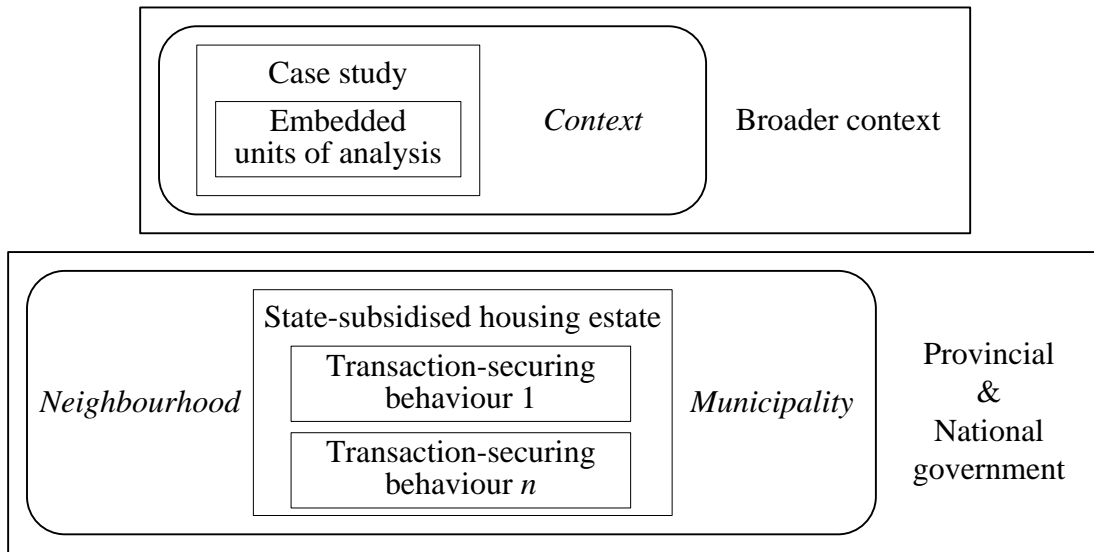 Case study
Embedded
units of analysis
Context
Broader context
State-subsidised housing estate
Transaction-securing
behaviour 1
Transaction-securing
behaviour n
Neighbourhood
Municipality
Provincial
&
National
government